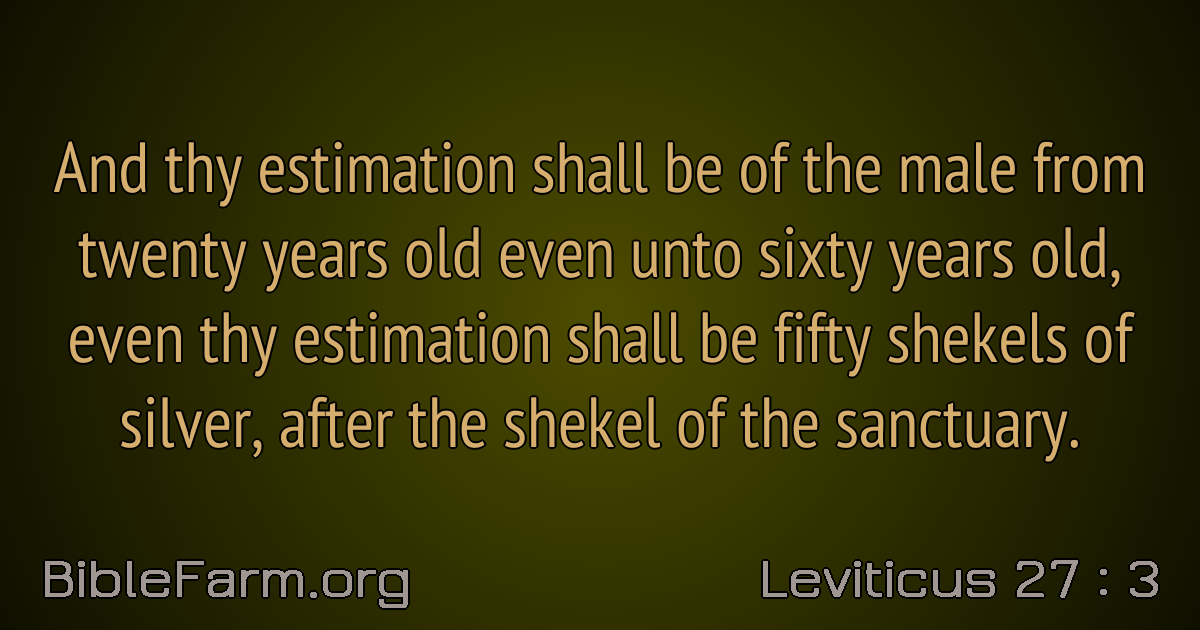 And thy estimation shall be of the male from
twenty years old even unto sixty years old,
even thy estimation shall be fifty shekels of
silver, after the shekel of the sanctuary.
BibleFarm.org
Leviticus 27 : 3